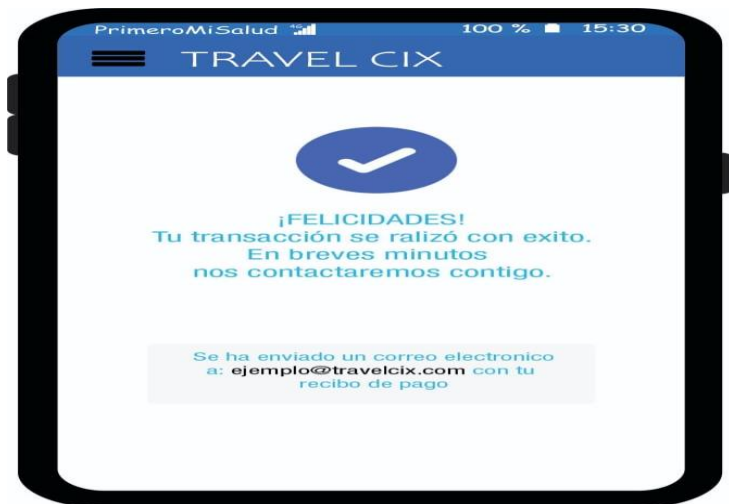 PrimeroMiSalud 4G 100 % 15:30
TRAVEL CIX
¡FELICIDADES!
Tu transacción se ralizó con exito.
En breves minutos
nos contactaremos contigo.
Se ha enviado un correo electronico
a: ejemplo@travelcix.com con tu
recibo de pago